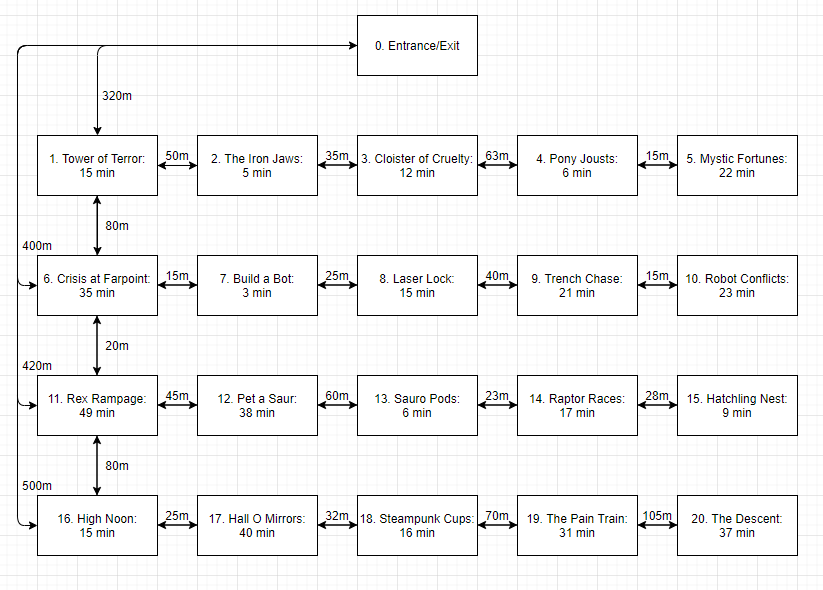 0. Entrance/Exit
320m
1. Tower of Terror:
15 min
50m
2. The Iron Jaws:
5 min
35m
3. Cloister of Cruelty:
12 min
63m
4. Pony Jousts:
6 min
15m
5. Mystic Fortunes:
22 min
80m
400m
6. Crisis at Farpoint:
35 min
15m
7. Build a Bot:
3 min
25m
8. Laser Lock:
15 min
40m
9. Trench Chase:
21 min
15m
10. Robot Conflicts:
23 min
20m
420m
11. Rex Rampage:
49 min
45m
12. Pet a Saur:
38 min
60m
13. Sauro Pods:
6 min
23m
14. Raptor Races:
17 min
28m
15. Hatchling Nest:
9 min
80m
500m
16. High Noon:
15 min
25m
17. Hall O Mirrors:
40 min
32m
18. Steampunk Cups:
16 min
70m
19. The Pain Train:
31 min
105m
20. The Descent:
37 min